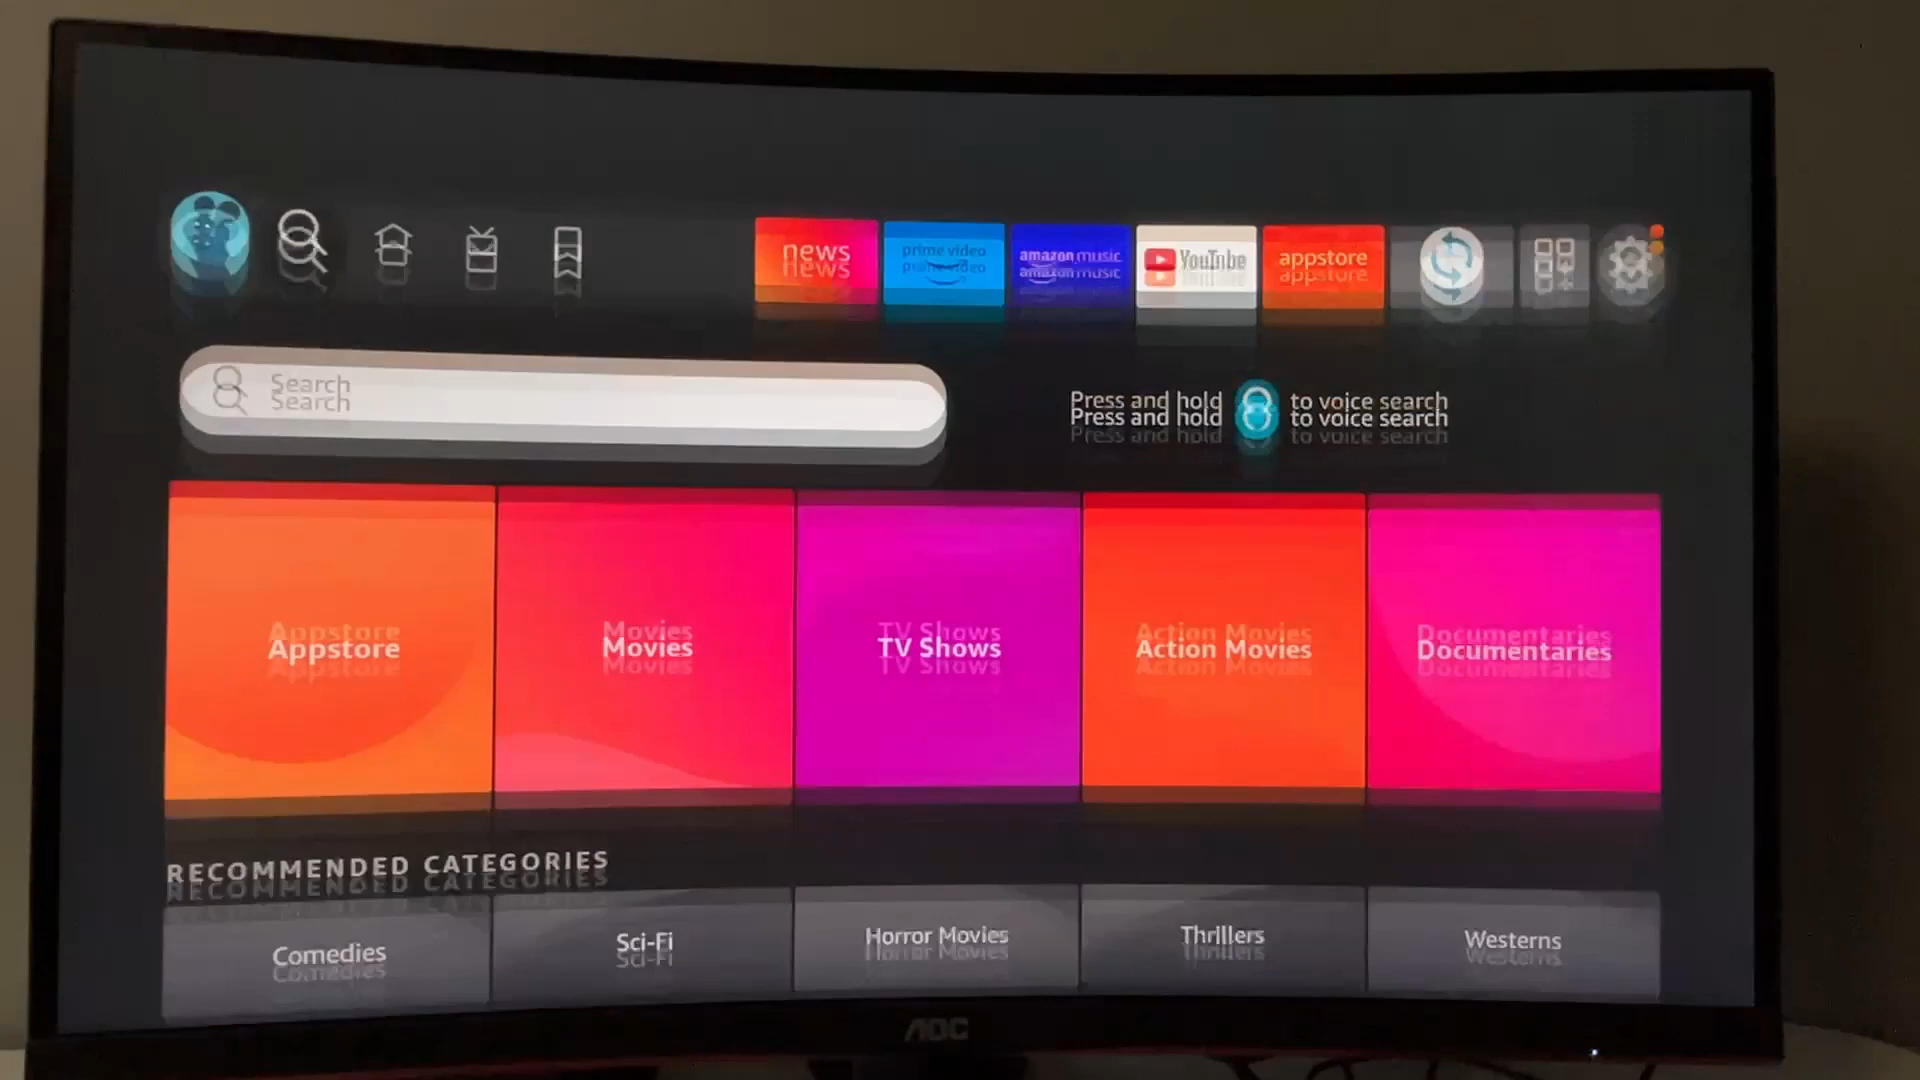 news
prime video
amazon music
YouTube
appstore
Search
Press and hold to voice search
Appstore
Movies
TV Shows
Action Movies
Documentaries
RECOMMENDED CATEGORIES
Comedies
Sci-Fi
Horror Movies
Thrillers
Westerns
AOC